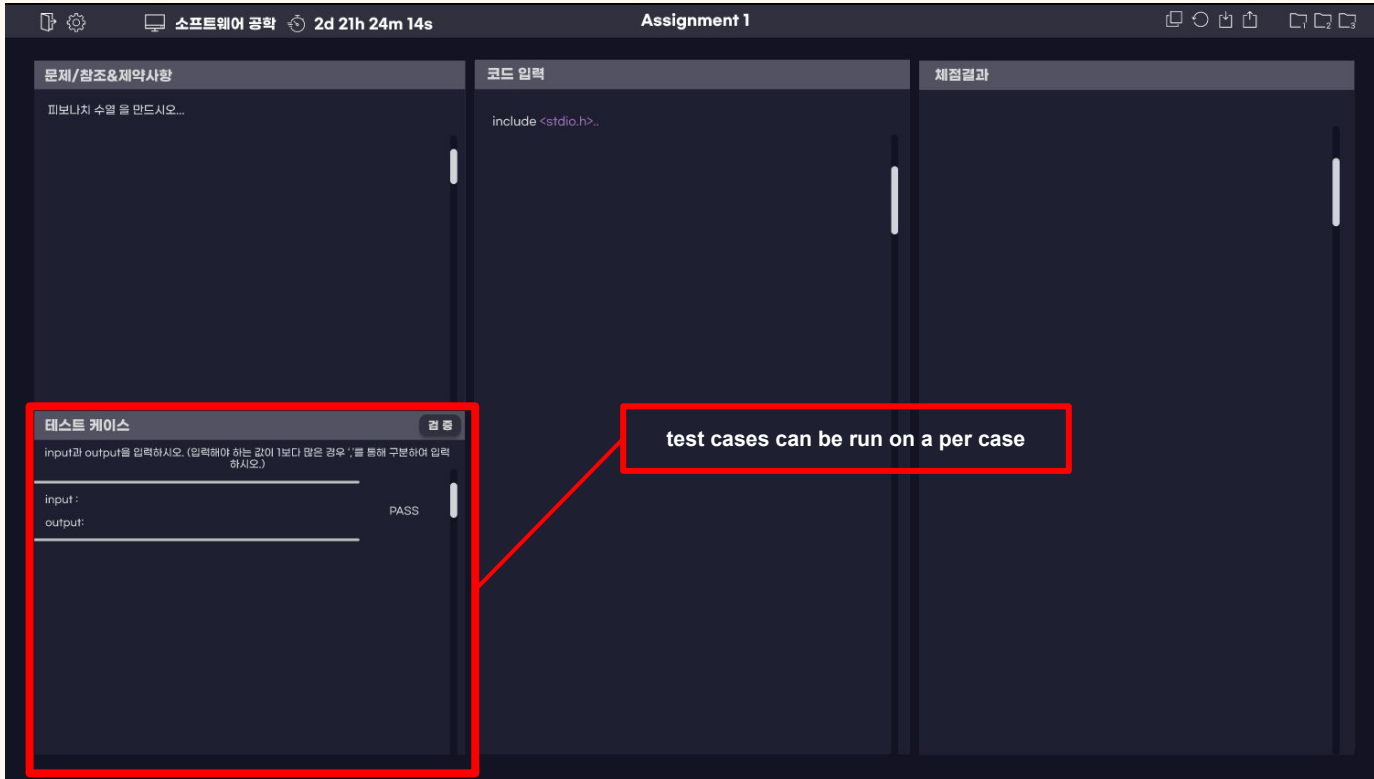 소프트웨어 공학 2d 21h 24m 14s
Assignment 1
1 2 3
문제/참조&제약사항
피보나치 수열 을 만드시오...
테스트 케이스
검증
input과 output을 입력하시오. (입력해야 하는 값이 1보다 많은 경우 ','를 통해 구분하여 입력
하시오.)
input :
output:
PASS
코드 입력
include <stdio.h>..
test cases can be run on a per case
체점결과